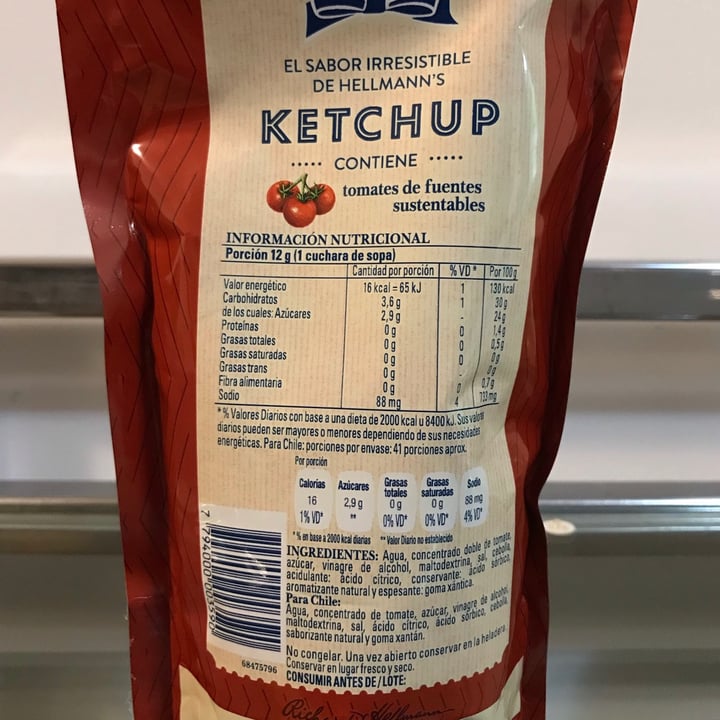 EL SABOR IRRESISTIBLE
DE HELLMANN'S
KETCHUP
CONTIENE
tomates de fuentes
sustentables
INFORMACIÓN NUTRICIONAL
Porción 12 g (1 cuchara de sopa)
Cantidad por porción % VD * Por 100 g
Valor energético 16 kcal = 65 kJ 1 130 kcal
Carbohidratos 3,6 g 1 30 g
de los cuales: Azúcares 2,9 g - 24 g
Proteínas 0 g 0 1,4 g
Grasas totales 0 g 0 0,5 g
Grasas saturadas 0 g 0 0 g
Grasas trans 0 g - 0 g
Fibra alimentaria 0 g 0 0,7 g
Sodio 88 mg 4 733 mg
*% Valores Diarios con base a una dieta de 2000 kcal u 8400 kJ. Sus valores
diarios pueden ser mayores o menores dependiendo de sus necesidades
energéticas. Para Chile: porciones por envase: 41 porciones aprox.
Por porción
Calorías Azúcares Grasas totales Grasas saturadas Sodio
16 2,9 g 0 g 0 g 88 mg
1% VD* ** 0% VD* 0% VD* 4% VD*
*% en base a 2000 kcal diarias **Valor Diario no establecido
INGREDIENTES: Agua, concentrado doble de tomate,
azúcar, vinagre de alcohol, maltodextrina, sal, cebolla,
acidulante: ácido cítrico, conservante: ácido sórbico,
aromatizante natural y espesante: goma xántica.
Para Chile:
Agua, concentrado de tomate, azúcar, vinagre de alcohol,
maltodextrina, sal, ácido cítrico, ácido sórbico, cebolla,
saborizante natural y goma xantán.
No congelar. Una vez abierto conservar en la heladera.
Conservar en lugar fresco y seco.
CONSUMIR ANTES DE / LOTE:
68475796